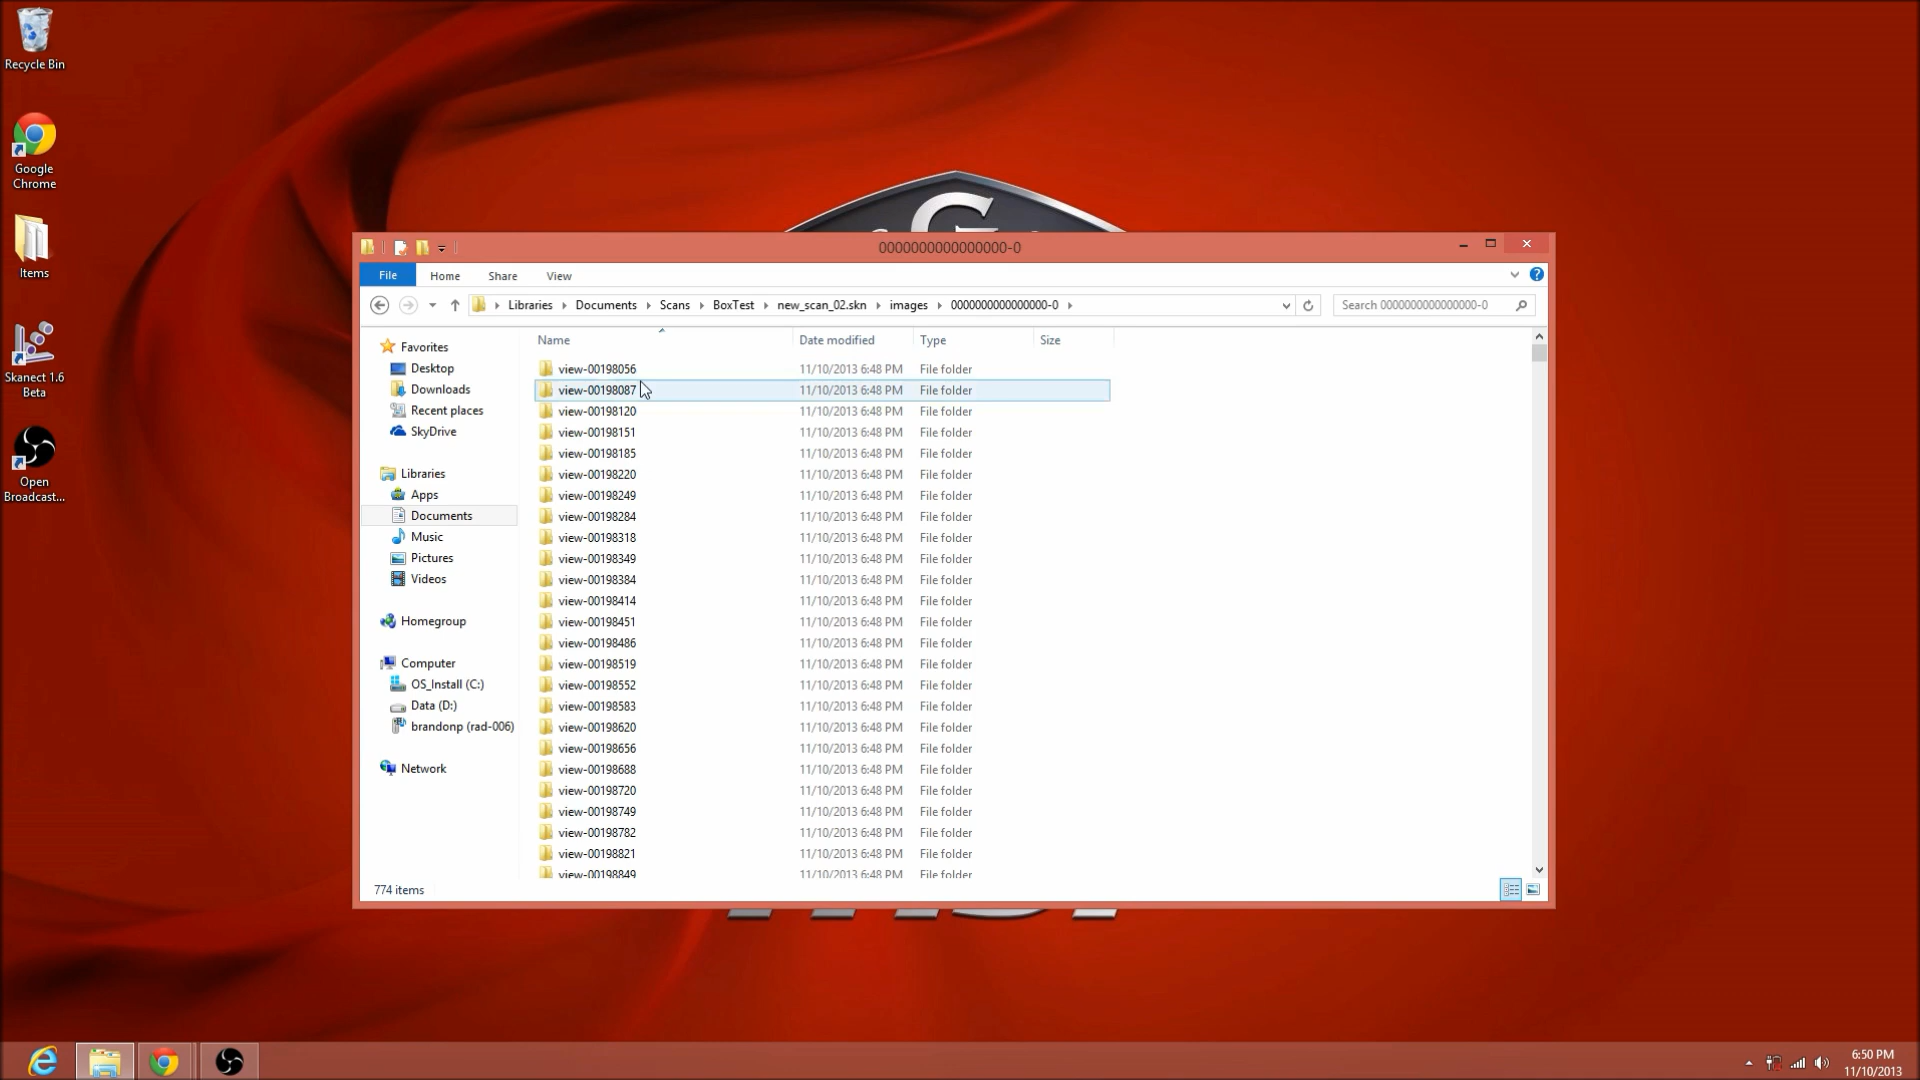 Recycle Bin
Google
Chrome
Items
Skanect 1.6
Beta
Open
Broadcast...
0000000000000000-0
File
Home
Share
View
Libraries
Documents
Scans
BoxTest
new_scan_02.skn
images
0000000000000000-0
Search 0000000000000000-0
Favorites
Desktop
Downloads
Recent places
SkyDrive
Libraries
Apps
Documents
Music
Pictures
Videos
Homegroup
Computer
OS_Install (C:)
Data (D:)
brandonp (rad-006)
Network
Name Date modified Type Size
view-00198056 11/10/2013 6:48 PM File folder
view-00198087 11/10/2013 6:48 PM File folder
view-00198120 11/10/2013 6:48 PM File folder
view-00198151 11/10/2013 6:48 PM File folder
view-00198185 11/10/2013 6:48 PM File folder
view-00198220 11/10/2013 6:48 PM File folder
view-00198249 11/10/2013 6:48 PM File folder
view-00198284 11/10/2013 6:48 PM File folder
view-00198318 11/10/2013 6:48 PM File folder
view-00198349 11/10/2013 6:48 PM File folder
view-00198384 11/10/2013 6:48 PM File folder
view-00198414 11/10/2013 6:48 PM File folder
view-00198451 11/10/2013 6:48 PM File folder
view-00198486 11/10/2013 6:48 PM File folder
view-00198519 11/10/2013 6:48 PM File folder
view-00198552 11/10/2013 6:48 PM File folder
view-00198583 11/10/2013 6:48 PM File folder
view-00198620 11/10/2013 6:48 PM File folder
view-00198656 11/10/2013 6:48 PM File folder
view-00198688 11/10/2013 6:48 PM File folder
view-00198720 11/10/2013 6:48 PM File folder
view-00198749 11/10/2013 6:48 PM File folder
view-00198782 11/10/2013 6:48 PM File folder
view-00198821 11/10/2013 6:48 PM File folder
view-00198849 11/10/2013 6:48 PM File folder
774 items
6:50 PM
11/10/2013